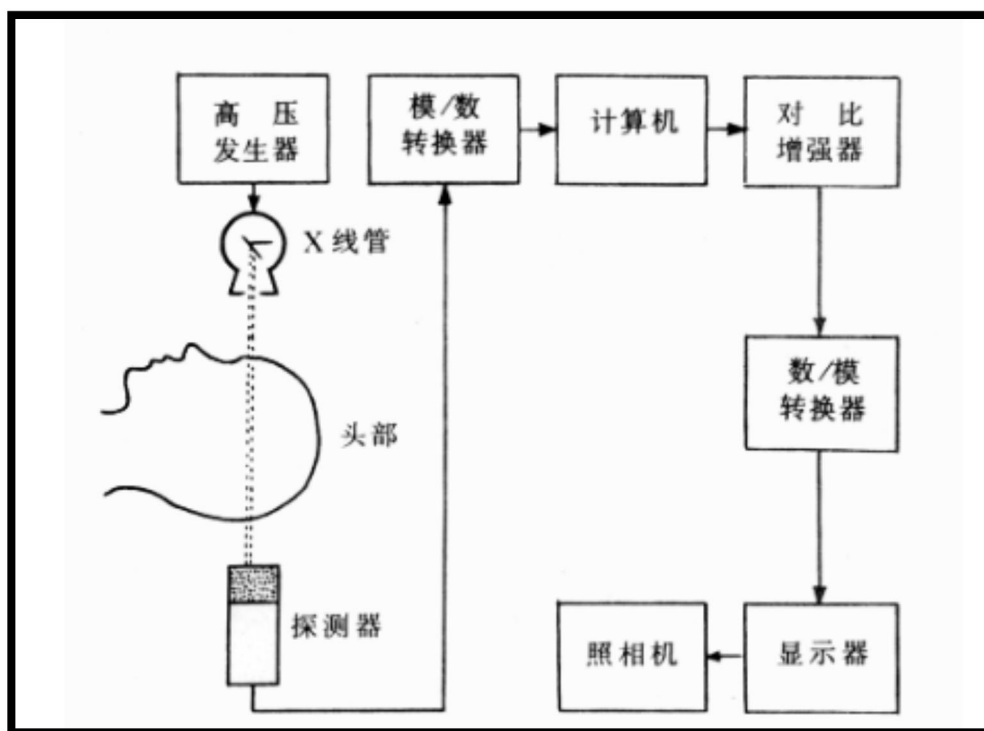 高 压
发生器
模/数
转换器
计算机
对 比
增强器
X 线管
数/模
转换器
头部
探测器
照相机
显示器